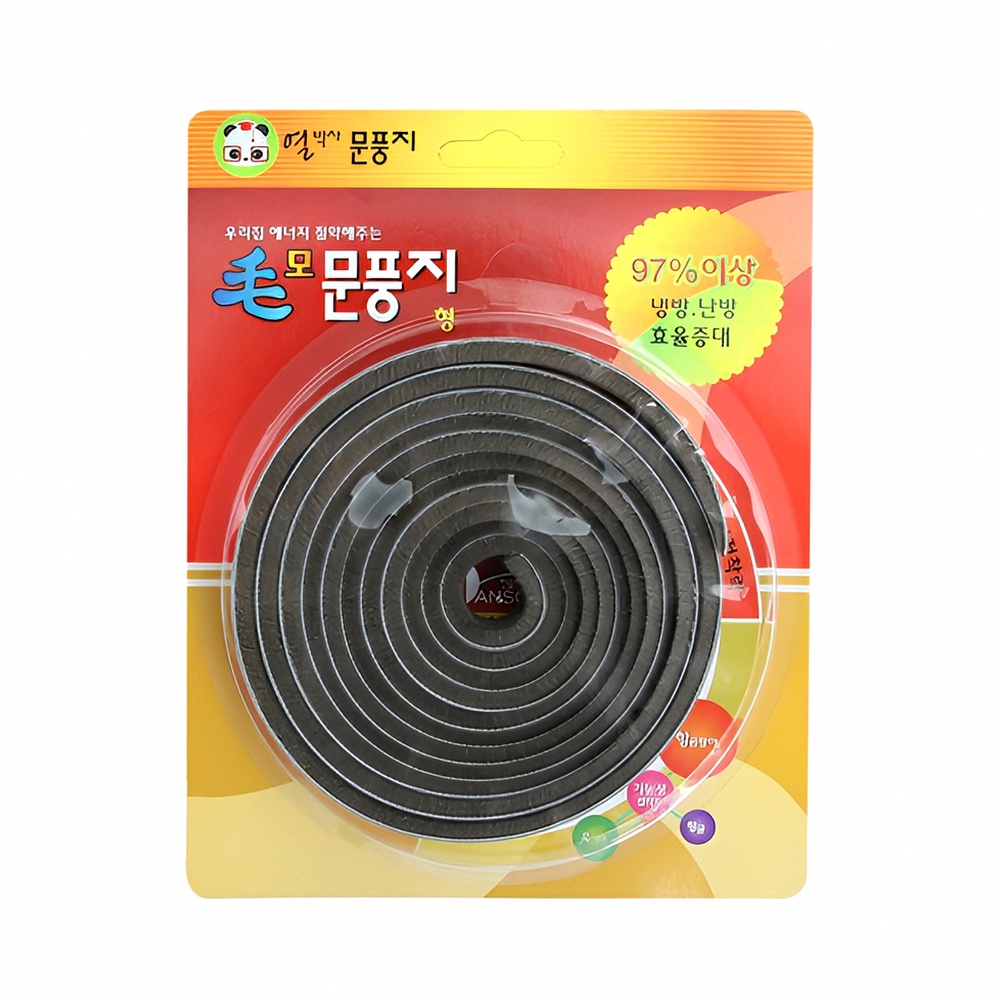 열박사 문풍지
우리집 에너지 절약해주는
毛모 문풍지
형
97%이상
냉방.난방
효율증대
ANSO